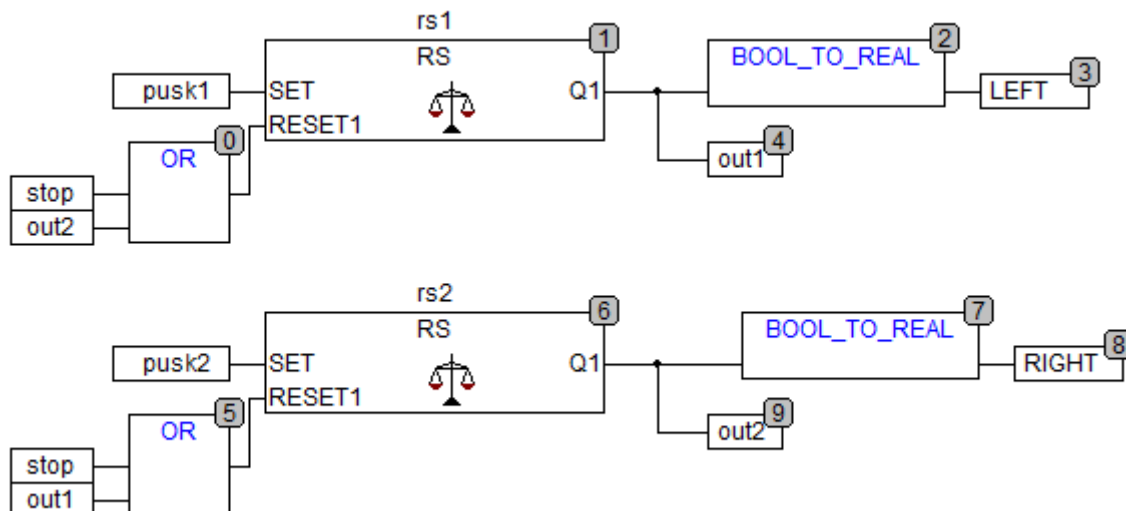 rs1
1
RS
2
BOOL_TO_REAL
3
pusk1
SET
Q1
LEFT
RESET1
0
OR
4
out1
stop
out2
rs2
6
RS
7
BOOL_TO_REAL
8
pusk2
SET
Q1
RIGHT
RESET1
5
OR
9
out2
stop
out1